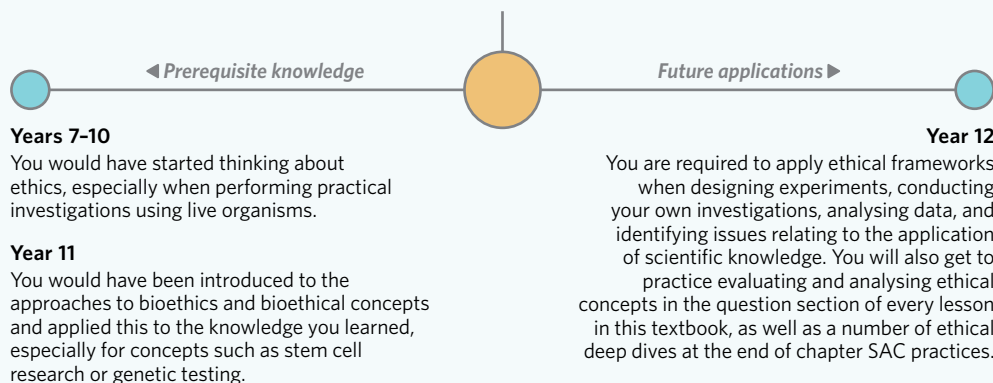 ◀ Prerequisite knowledge
Future applications ▶
Years 7–10
You would have started thinking about
ethics, especially when performing practical
investigations using live organisms.
Year 11
You would have been introduced to the
approaches to bioethics and bioethical concepts
and applied this to the knowledge you learned,
especially for concepts such as stem cell
research or genetic testing.
Year 12
You are required to apply ethical frameworks
when designing experiments, conducting
your own investigations, analysing data, and
identifying issues relating to the application
of scientific knowledge. You will also get to
practice evaluating and analysing ethical
concepts in the question section of every lesson
in this textbook, as well as a number of ethical
deep dives at the end of chapter SAC practices.